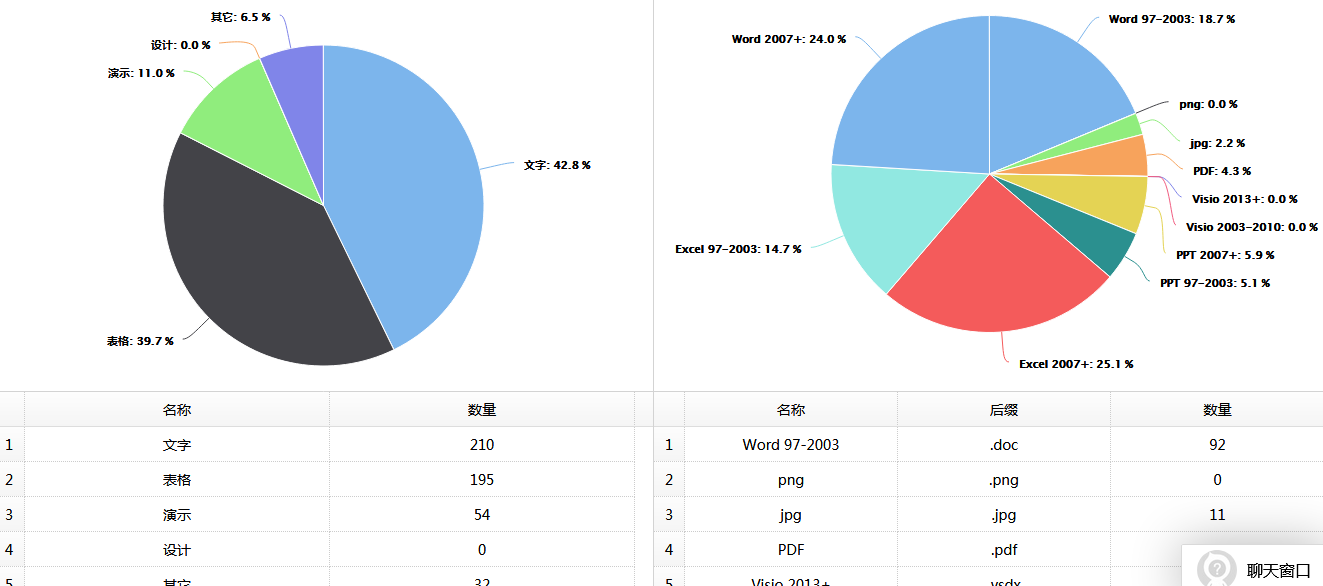 其它: 6.5 %
设计: 0.0 %
演示: 11.0 %
文字: 42.8 %
表格: 39.7 %
Word 97-2003: 18.7 %
Word 2007+: 24.0 %
png: 0.0 %
jpg: 2.2 %
PDF: 4.3 %
Visio 2013+: 0.0 %
Visio 2003-2010: 0.0 %
Excel 97-2003: 14.7 %
PPT 2007+: 5.9 %
PPT 97-2003: 5.1 %
Excel 2007+: 25.1 %
名称 数量
1 文字 210
2 表格 195
3 演示 54
4 设计 0
5 其它 32
名称 后缀 数量
1 Word 97-2003 .doc 92
2 png .png 0
3 jpg .jpg 11
4 PDF .pdf
5 Visio 2013+ .vsdx
聊天窗口